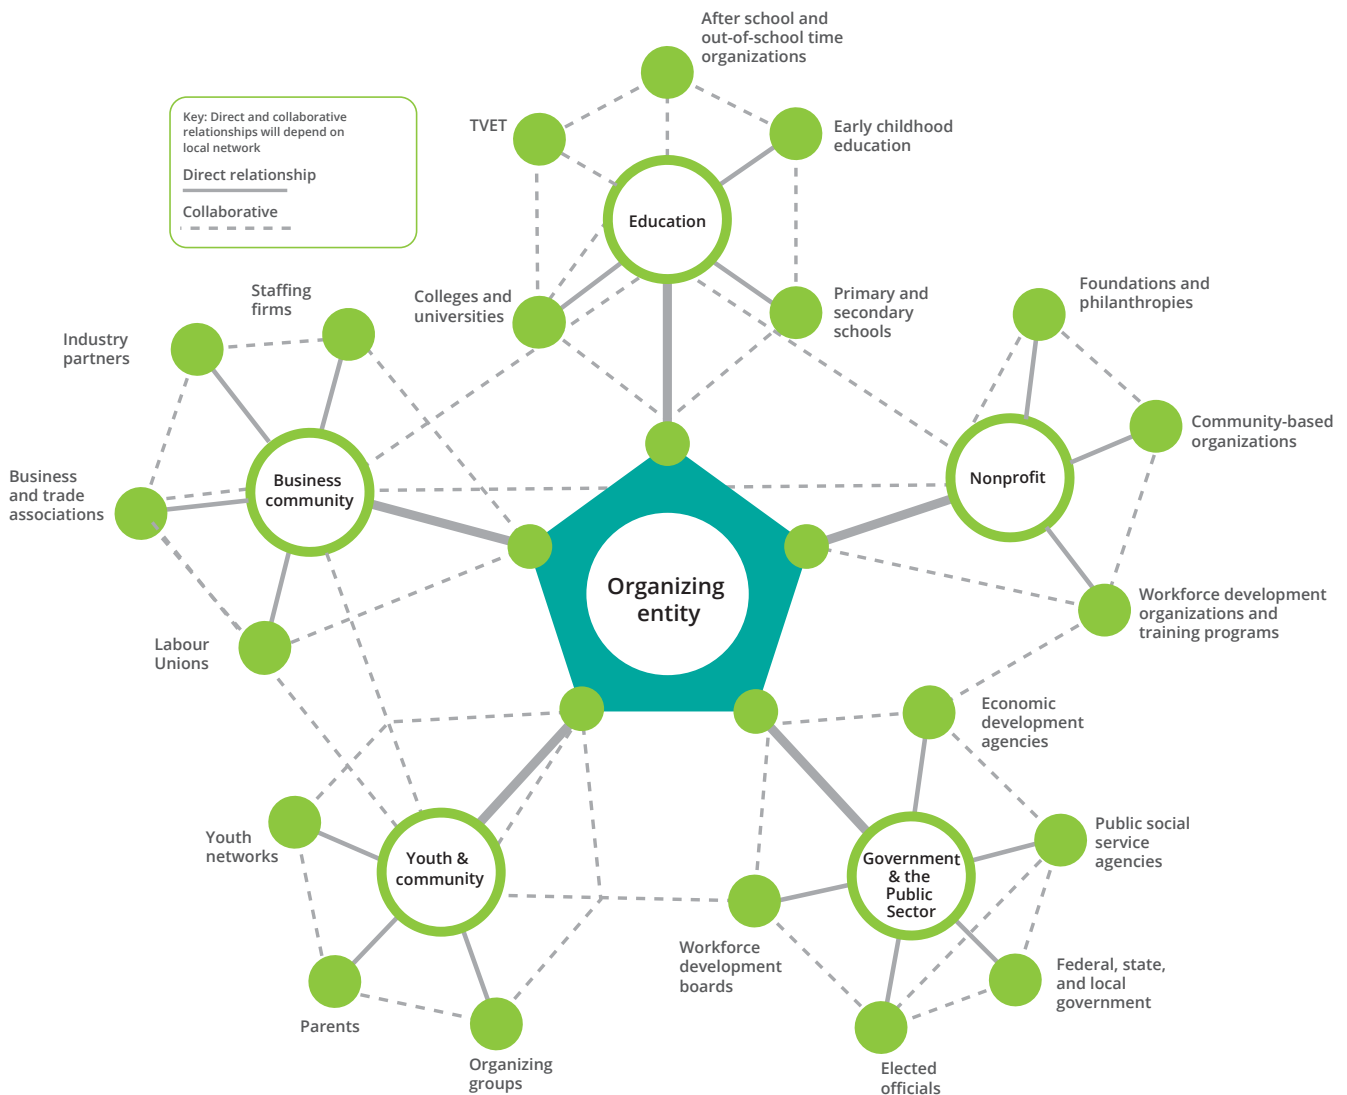 After school and
out-of-school time
organizations
Key: Direct and collaborative
relationships will depend on
local network
Direct relationship
Collaborative
TVET
Early childhood
education
Education
Colleges and
universities
Primary and
secondary
schools
Staffing
firms
Industry
partners
Foundations and
philanthropies
Business
and trade
associations
Business
community
Nonprofit
Community-based
organizations
Organizing
entity
Labour
Unions
Workforce development
organizations and
training programs
Economic
development
agencies
Youth
networks
Youth &
community
Government
& the
Public
Sector
Public social
service
agencies
Workforce
development
boards
Federal, state,
and local
government
Parents
Organizing
groups
Elected
officials